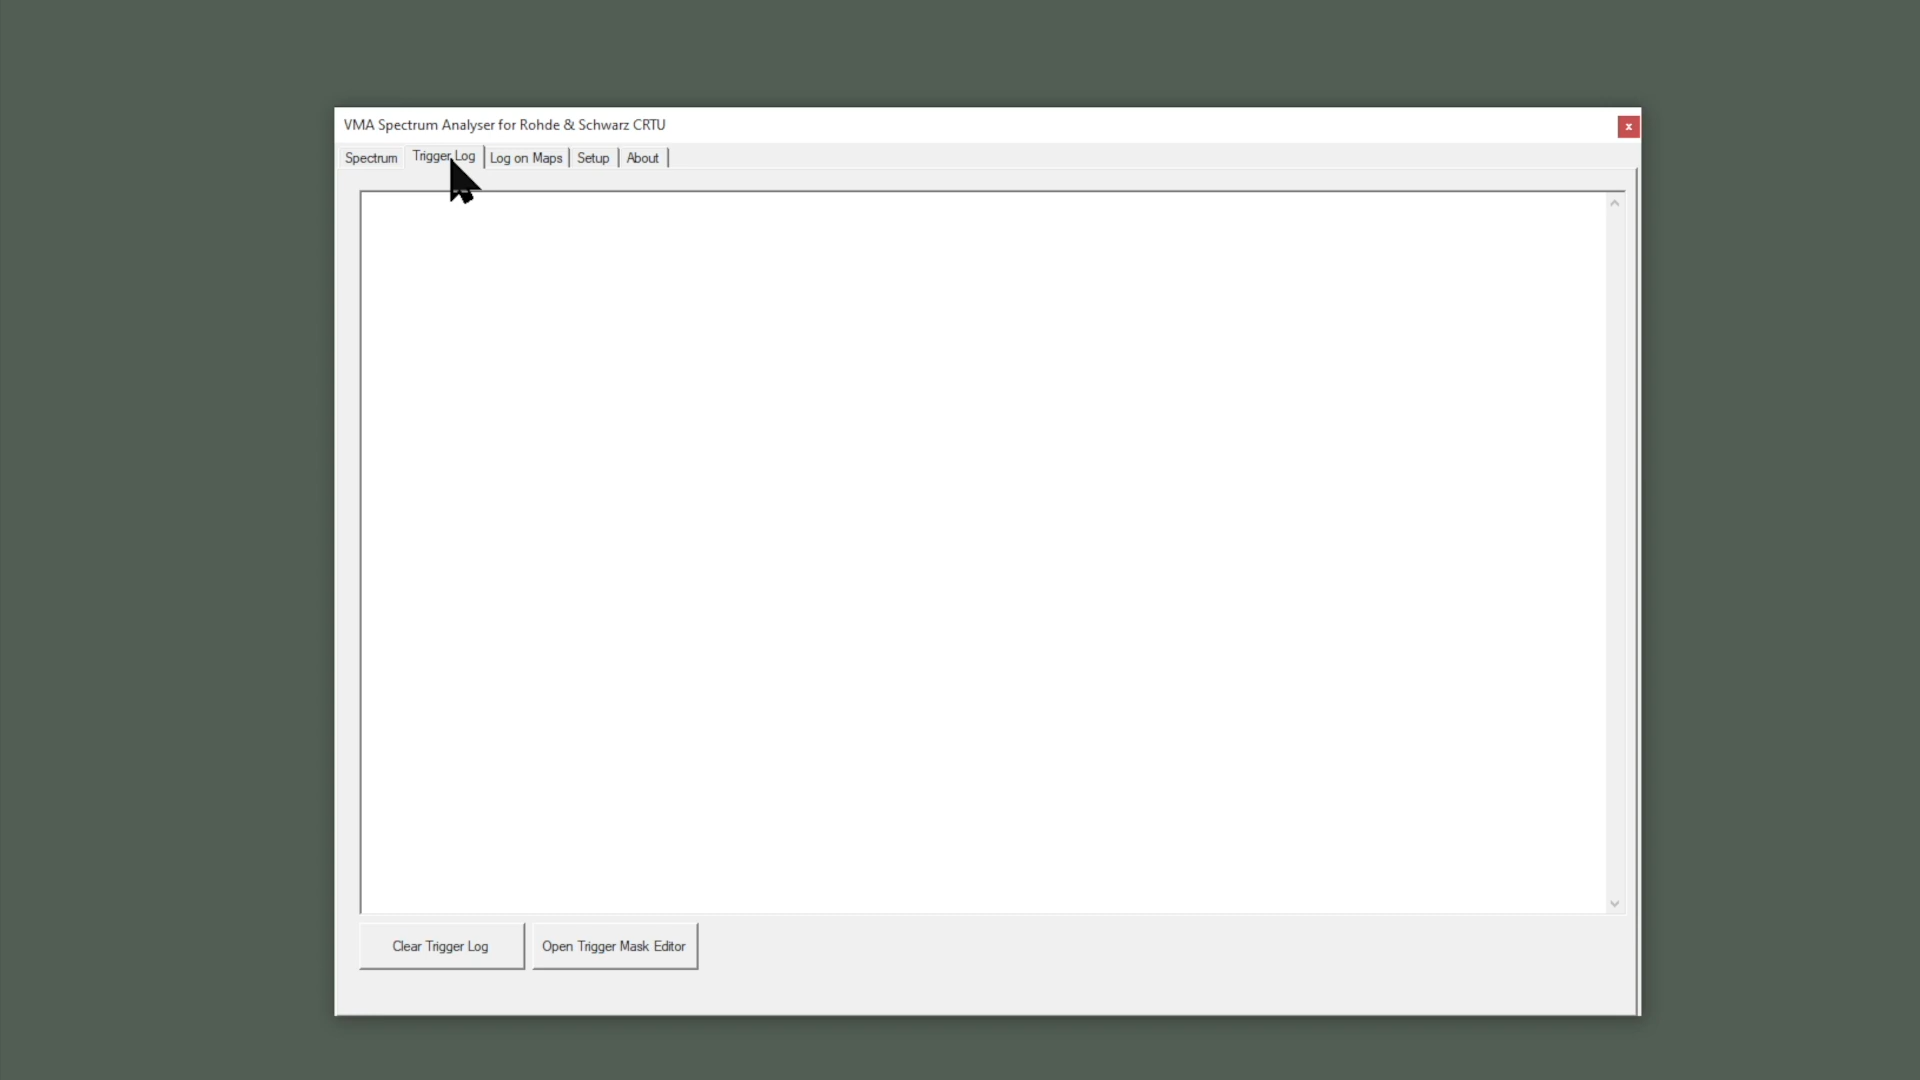 VMA Spectrum Analyser for Rohde & Schwarz CRTU
x
Spectrum Trigger Log Log on Maps Setup About
Clear Trigger Log Open Trigger Mask Editor